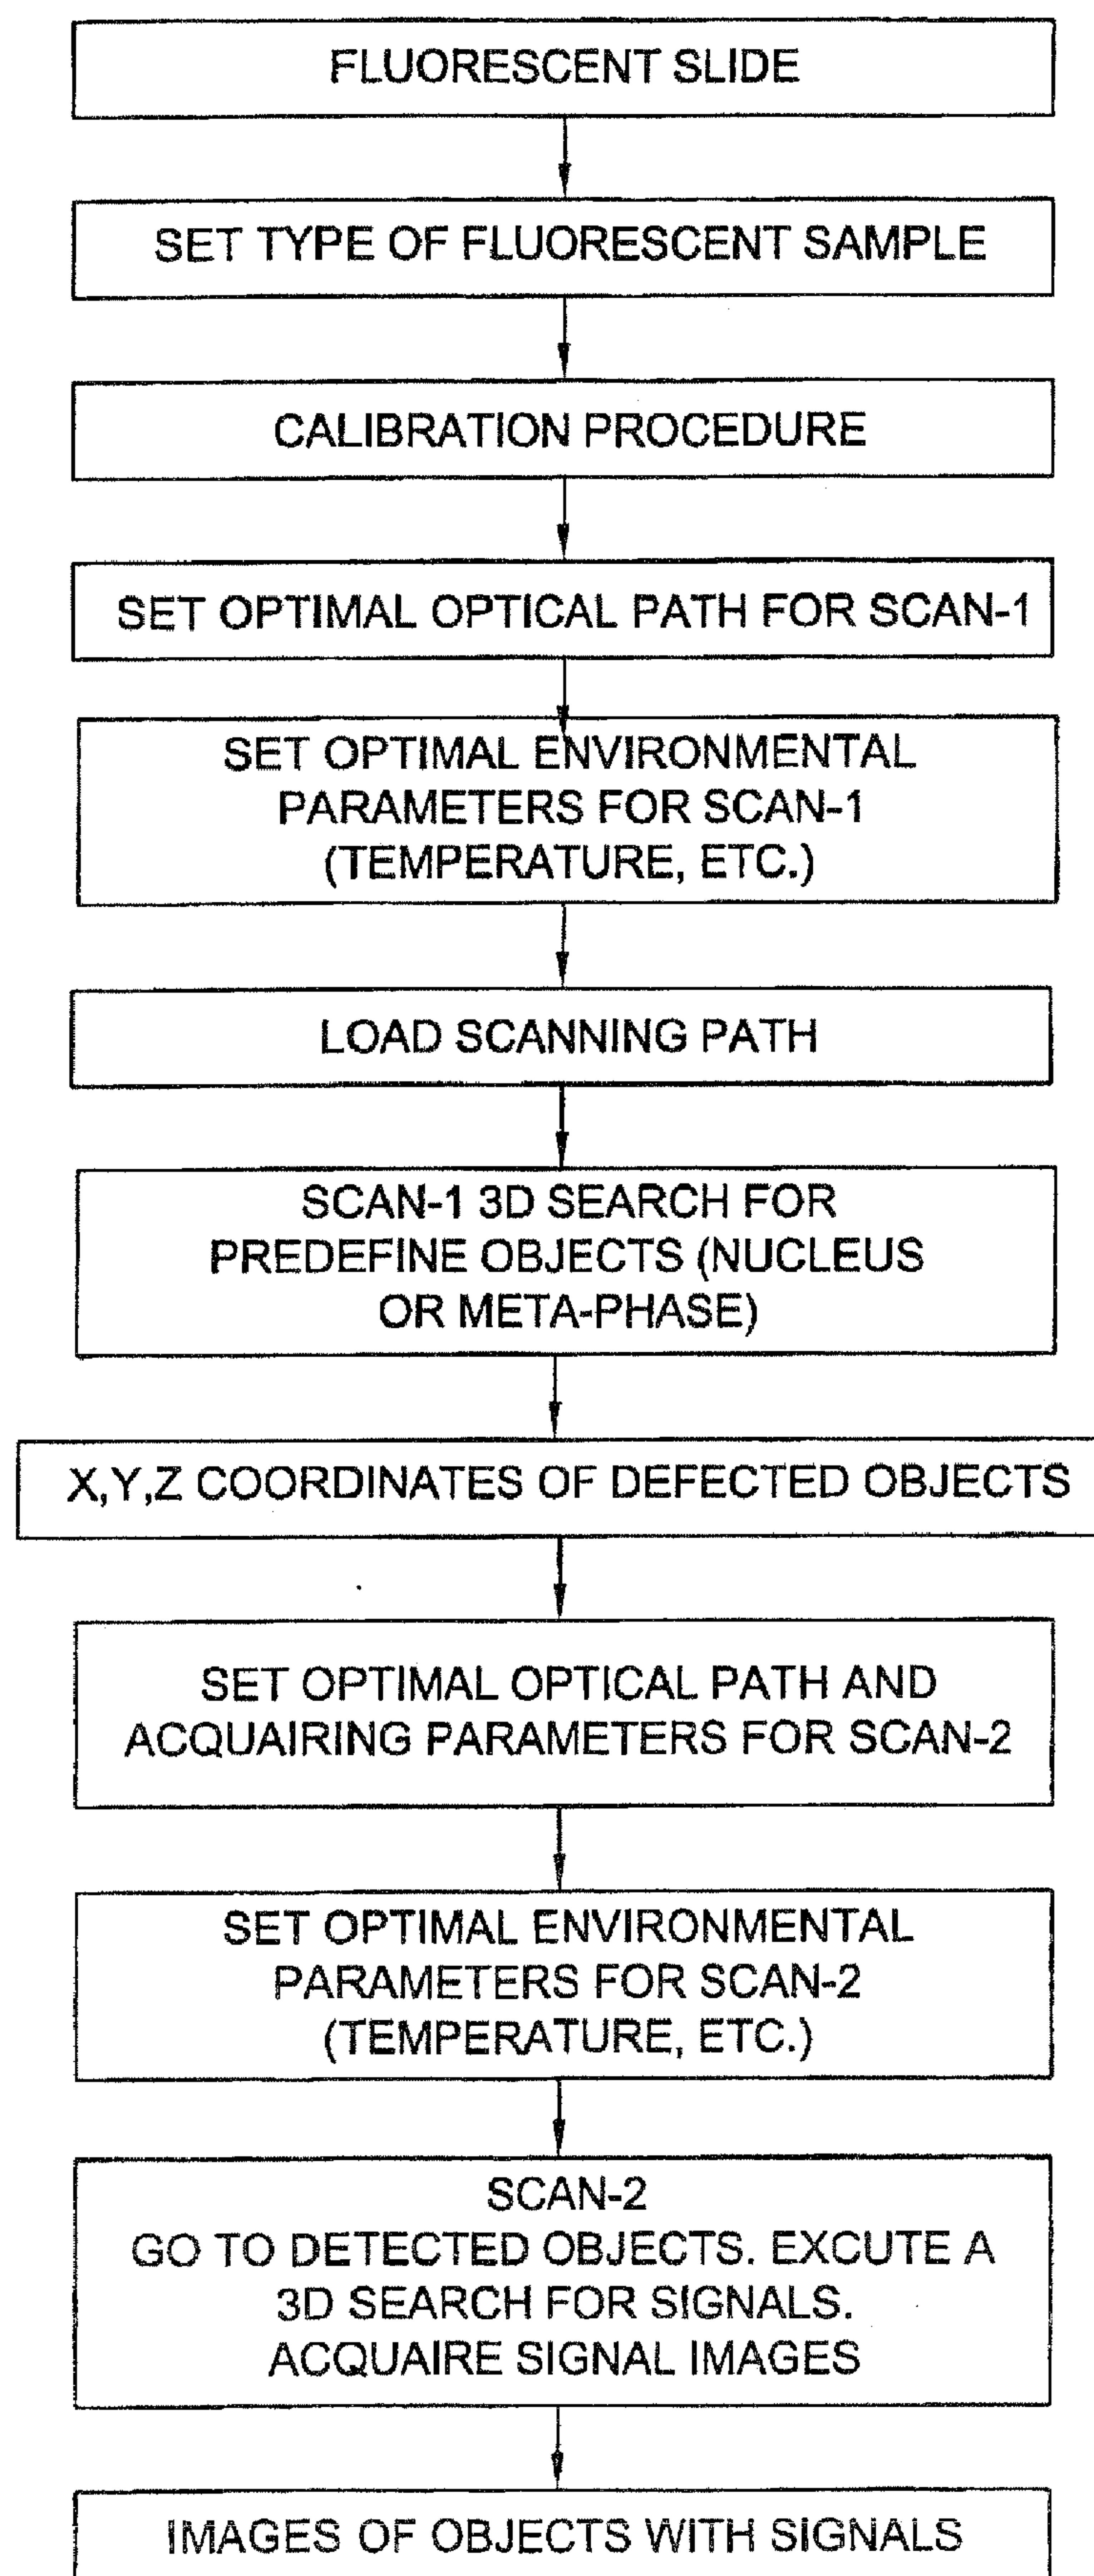 FLUORESCENT SLIDE
SET TYPE OF FLUORESCENT SAMPLE
CALIBRATION PROCEDURE
SET OPTIMAL OPTICAL PATH FOR SCAN-1
SET OPTIMAL ENVIRONMENTAL
PARAMETERS FOR SCAN-1
(TEMPERATURE, ETC.)
LOAD SCANNING PATH
SCAN-1 3D SEARCH FOR
PREDEFINE OBJECTS (NUCLEUS
OR META-PHASE)
X,Y,Z COORDINATES OF DEFECTED OBJECTS
SET OPTIMAL OPTICAL PATH AND
ACQUAIRING PARAMETERS FOR SCAN-2
SET OPTIMAL ENVIRONMENTAL
PARAMETERS FOR SCAN-2
(TEMPERATURE, ETC.)
SCAN-2
GO TO DETECTED OBJECTS. EXCUTE A
3D SEARCH FOR SIGNALS.
ACQUAIRE SIGNAL IMAGES
IMAGES OF OBJECTS WITH SIGNALS